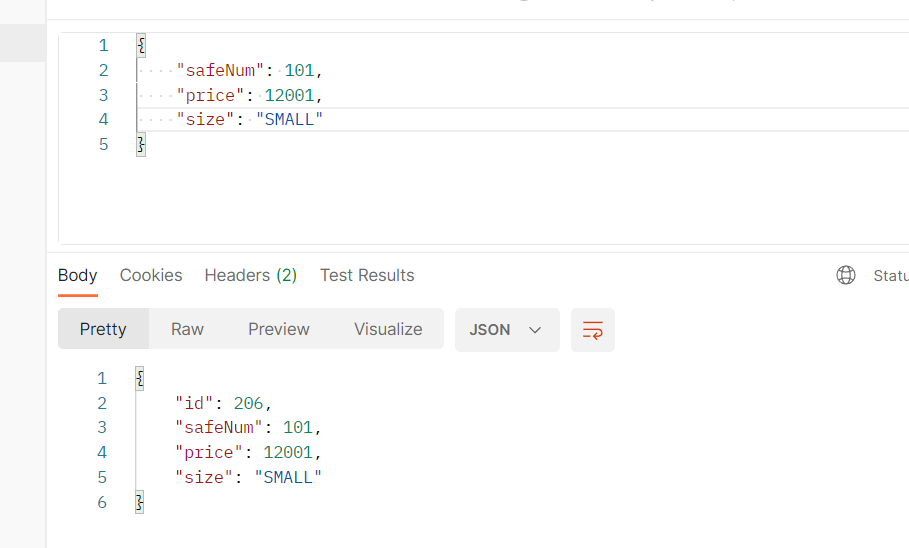 1 {
2 "safeNum": 101,
3 "price": 12001,
4 "size": "SMALL"
5 }
Body Cookies Headers (2) Test Results
Pretty Raw Preview Visualize JSON
1 {
2 "id": 206,
3 "safeNum": 101,
4 "price": 12001,
5 "size": "SMALL"
6 }